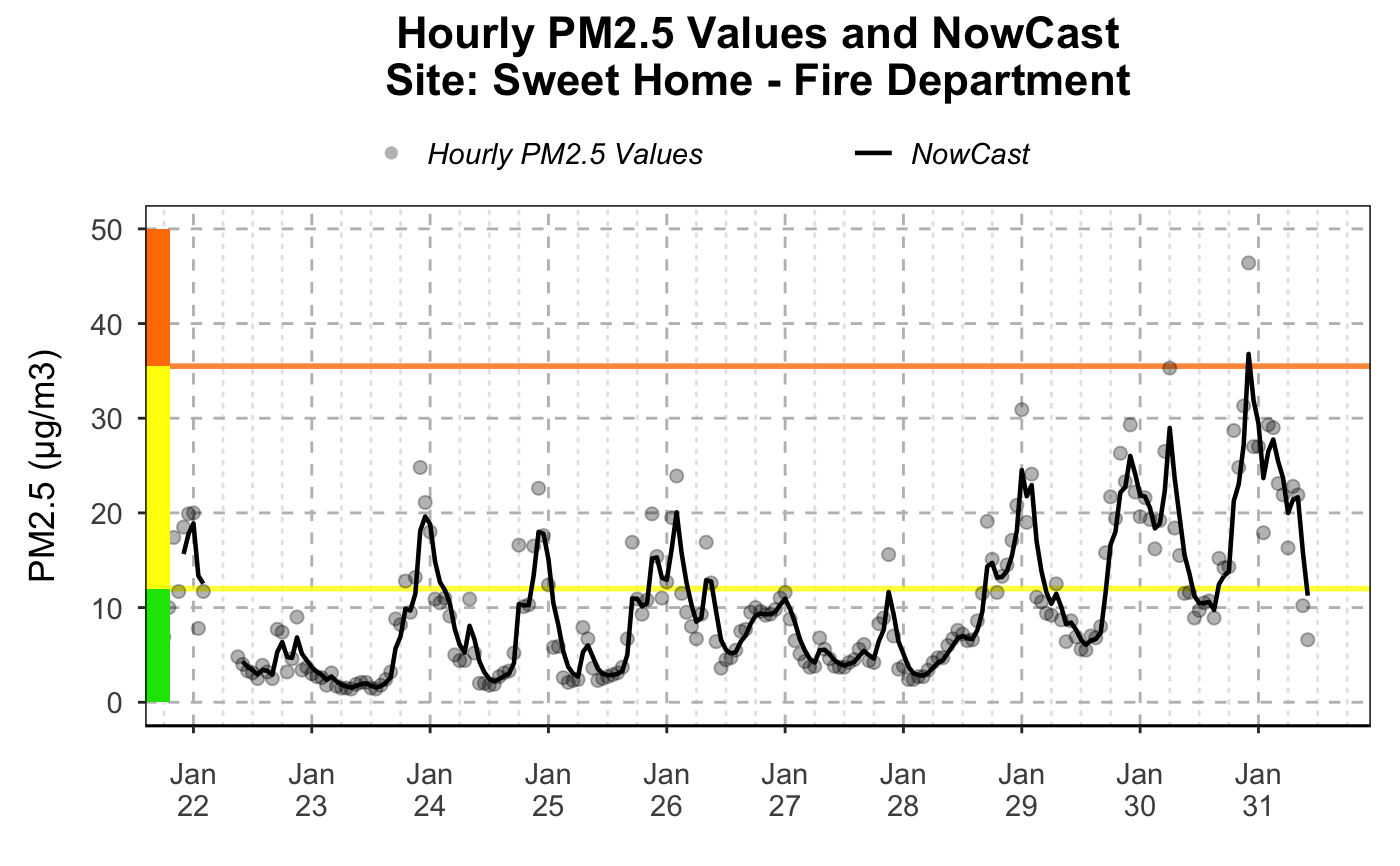 Hourly PM2.5 Values and NowCast
Site: Sweet Home - Fire Department
Hourly PM2.5 Values NowCast
PM2.5 (µg/m3)
50
40
30
20
10
0
Jan Jan Jan Jan Jan Jan Jan Jan Jan Jan
22 23 24 25 26 27 28 29 30 31